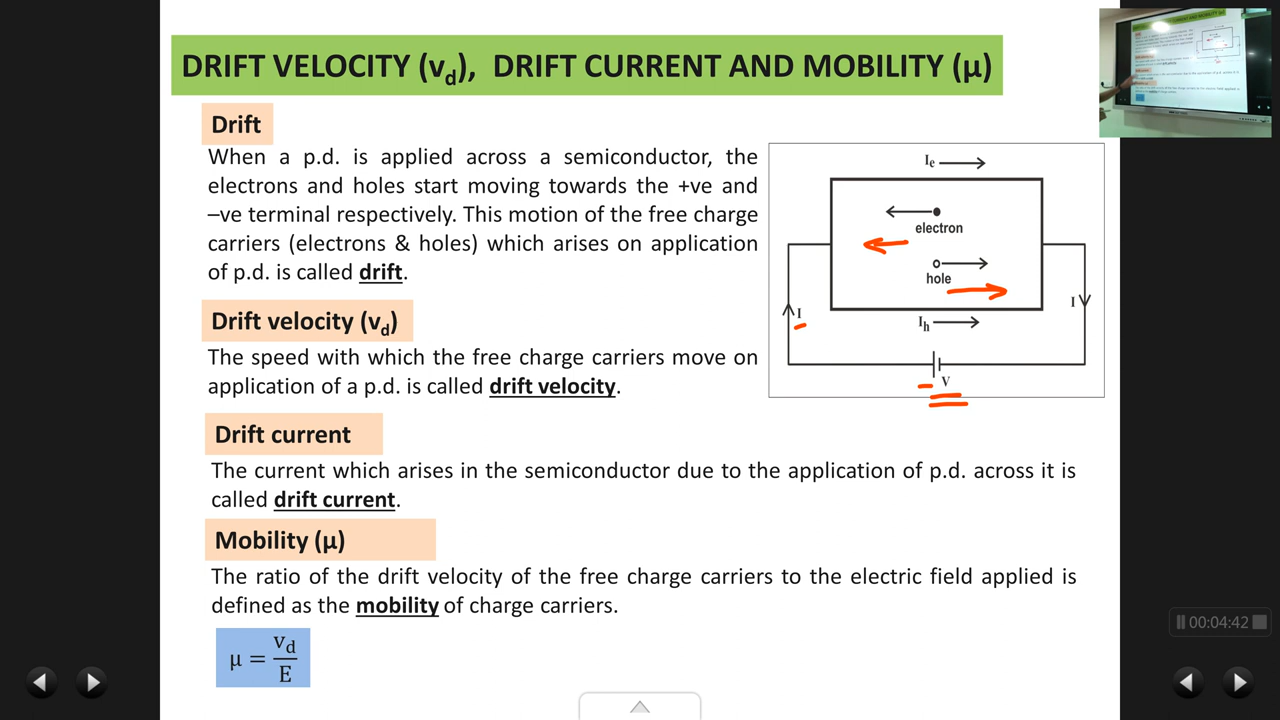 DRIFT VELOCITY (vd), DRIFT CURRENT AND MOBILITY (μ)
Drift
When a p.d. is applied across a semiconductor, the
electrons and holes start moving towards the +ve and
–ve terminal respectively. This motion of the free charge
carriers (electrons & holes) which arises on application
of p.d. is called drift.
Ie
electron
hole
I
I
Ih
V
Drift velocity (vd)
The speed with which the free charge carriers move on
application of a p.d. is called drift velocity.
Drift current
The current which arises in the semiconductor due to the application of p.d. across it is
called drift current.
Mobility (μ)
The ratio of the drift velocity of the free charge carriers to the electric field applied is
defined as the mobility of charge carriers.
μ = vd/E
00:04:42